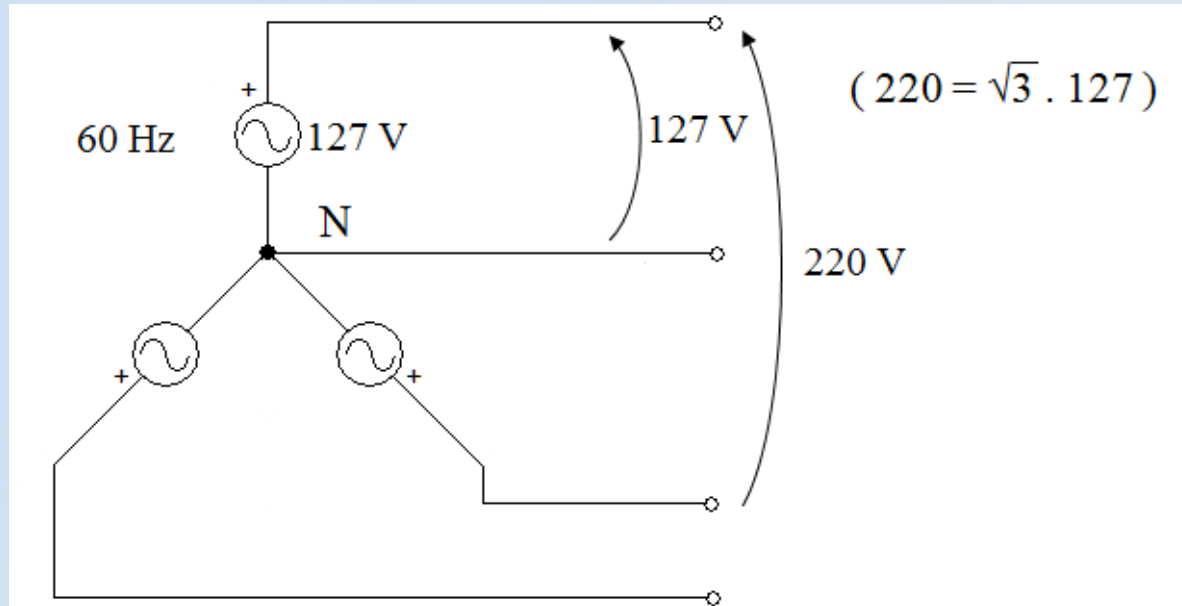 ( 220 = √3 . 127 )
+
60 Hz
127 V
127 V
N
220 V
+
+